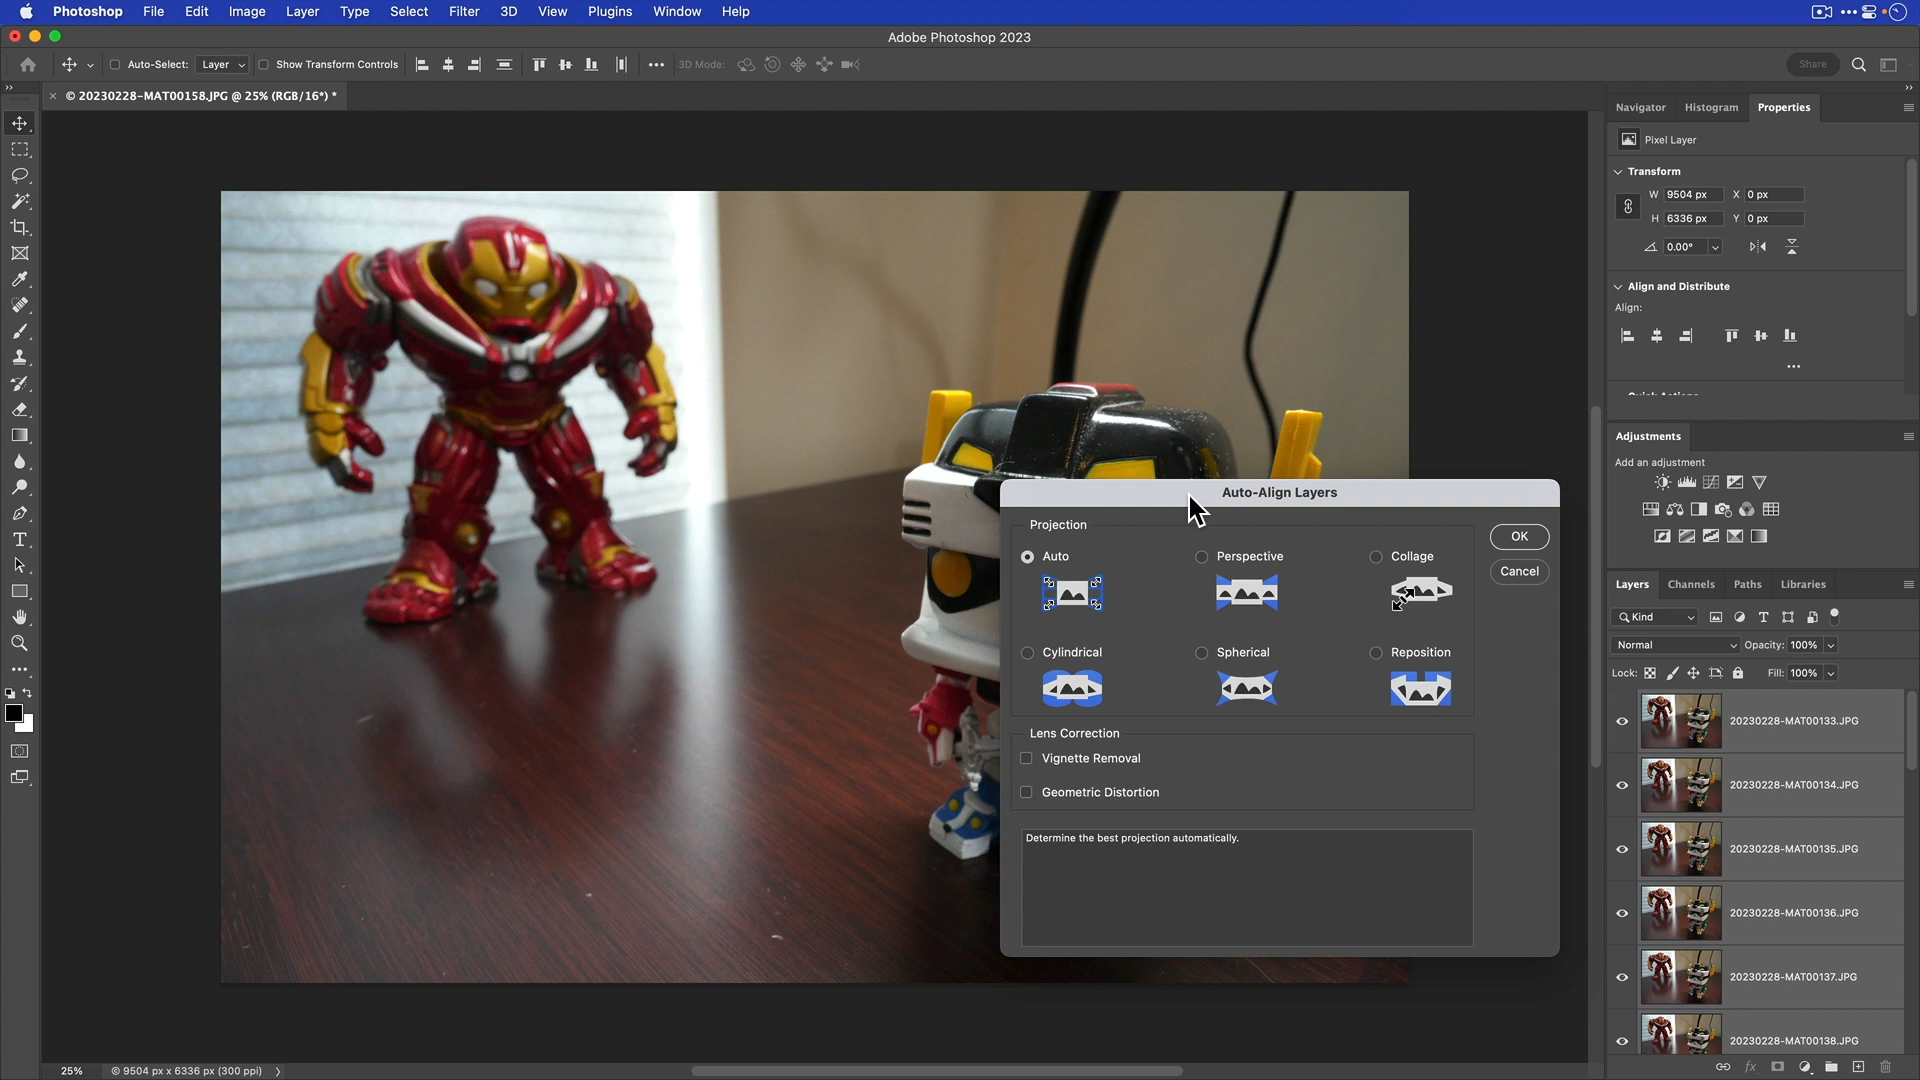 Photoshop File Edit Image Layer Type Select Filter 3D View Plugins Window Help
Adobe Photoshop 2023
Auto-Select: Layer Show Transform Controls 3D Mode: Share
× © 20230228-MAT00158.JPG @ 25% (RGB/16*) *
Navigator Histogram Properties
Pixel Layer
Transform
W 9504 px X 0 px
H 6336 px Y 0 px
0.00°
Align and Distribute
Align:
Adjustments
Add an adjustment
Auto-Align Layers
Projection
Auto Perspective Collage
Cylindrical Spherical Reposition
OK
Cancel
Lens Correction
Vignette Removal
Geometric Distortion
Determine the best projection automatically.
Layers Channels Paths Libraries
Kind
Normal Opacity: 100%
Lock: Fill: 100%
20230228-MAT00133.JPG
20230228-MAT00134.JPG
20230228-MAT00135.JPG
20230228-MAT00136.JPG
20230228-MAT00137.JPG
20230228-MAT00138.JPG
25% © 9504 px x 6336 px (300 ppi)